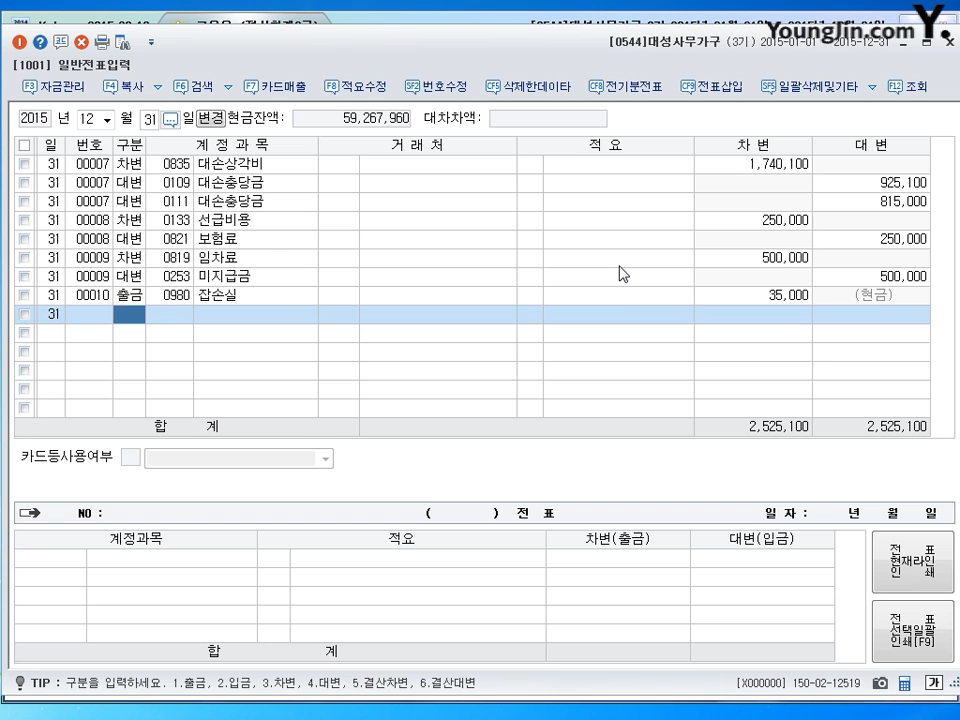 YoungJin.com Y.
[0544]대성사무가구 (3기) 2015-01-01 ~ 2015-12-31
[1001] 일반전표입력
F3 자금관리 F4 복사 F6 검색 F7 카드매출 F8 적요수정 SF2 번호수정 CF5 삭제한데이타 CF8 전기분전표 CF9 전표삽입 SF5 일괄삭제및기타 F12 조회
2015 년 12 월 31 일 변경 현금잔액: 59,267,960 대차차액:
일 번호 구분 계 정 과 목 거 래 처 적 요 차 변 대 변
31 00007 차변 0835 대손상각비 1,740,100
31 00007 대변 0109 대손충당금 925,100
31 00007 대변 0111 대손충당금 815,000
31 00008 차변 0133 선급비용 250,000
31 00008 대변 0821 보험료 250,000
31 00009 차변 0819 임차료 500,000
31 00009 대변 0253 미지급금 500,000
31 00010 출금 0980 잡손실 35,000 (현금)
31
합 계 2,525,100 2,525,100
카드등사용여부
NO : ( ) 전 표 일 자 : 년 월 일
계정과목 적요 차변(출금) 대변(입금)
전 표
현재라인
인 쇄
전 표
선택일괄
인쇄[F9]
합 계
TIP : 구분을 입력하세요. 1.출금, 2.입금, 3.차변, 4.대변, 5.결산차변, 6.결산대변 [X000000] 150-02-12519 가